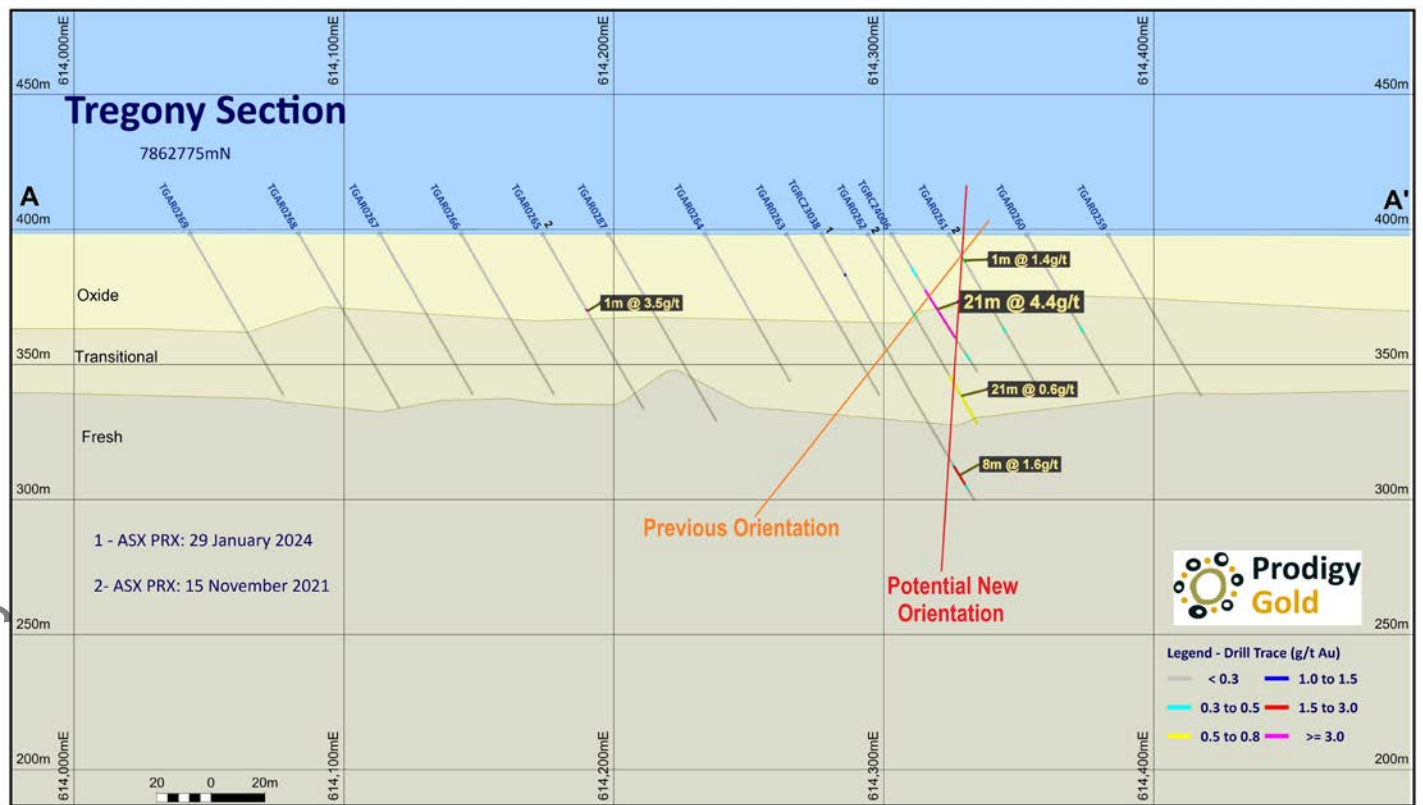 614,000mE
614,100mE
614,200mE
614,300mE
614,400mE
450m
450m
Tregony Section
7862775mN
A
A'
TGAR0269
TGAR0268
TGAR0267
TGAR0266
TGAR0265
2
TGAR0287
TGAR0264
TGAR0263
TGRC23038
1
TGAR0262
2
TGRC24006
TGAR0261
2
TGAR0260
TGAR0259
400m
400m
1m @ 1.4g/t
Oxide
1m @ 3.5g/t
21m @ 4.4g/t
350m
Transitional
350m
21m @ 0.6g/t
Fresh
8m @ 1.6g/t
300m
300m
Previous Orientation
1 - ASX PRX: 29 January 2024
2- ASX PRX: 15 November 2021
Potential New
Orientation
Prodigy
Gold
250m
250m
Legend - Drill Trace (g/t Au)
< 0.3
1.0 to 1.5
0.3 to 0.5
1.5 to 3.0
0.5 to 0.8
>= 3.0
200m
200m
20 0 20m
614,000mE
614,100mE
614,200mE
614,300mE
614,400mE